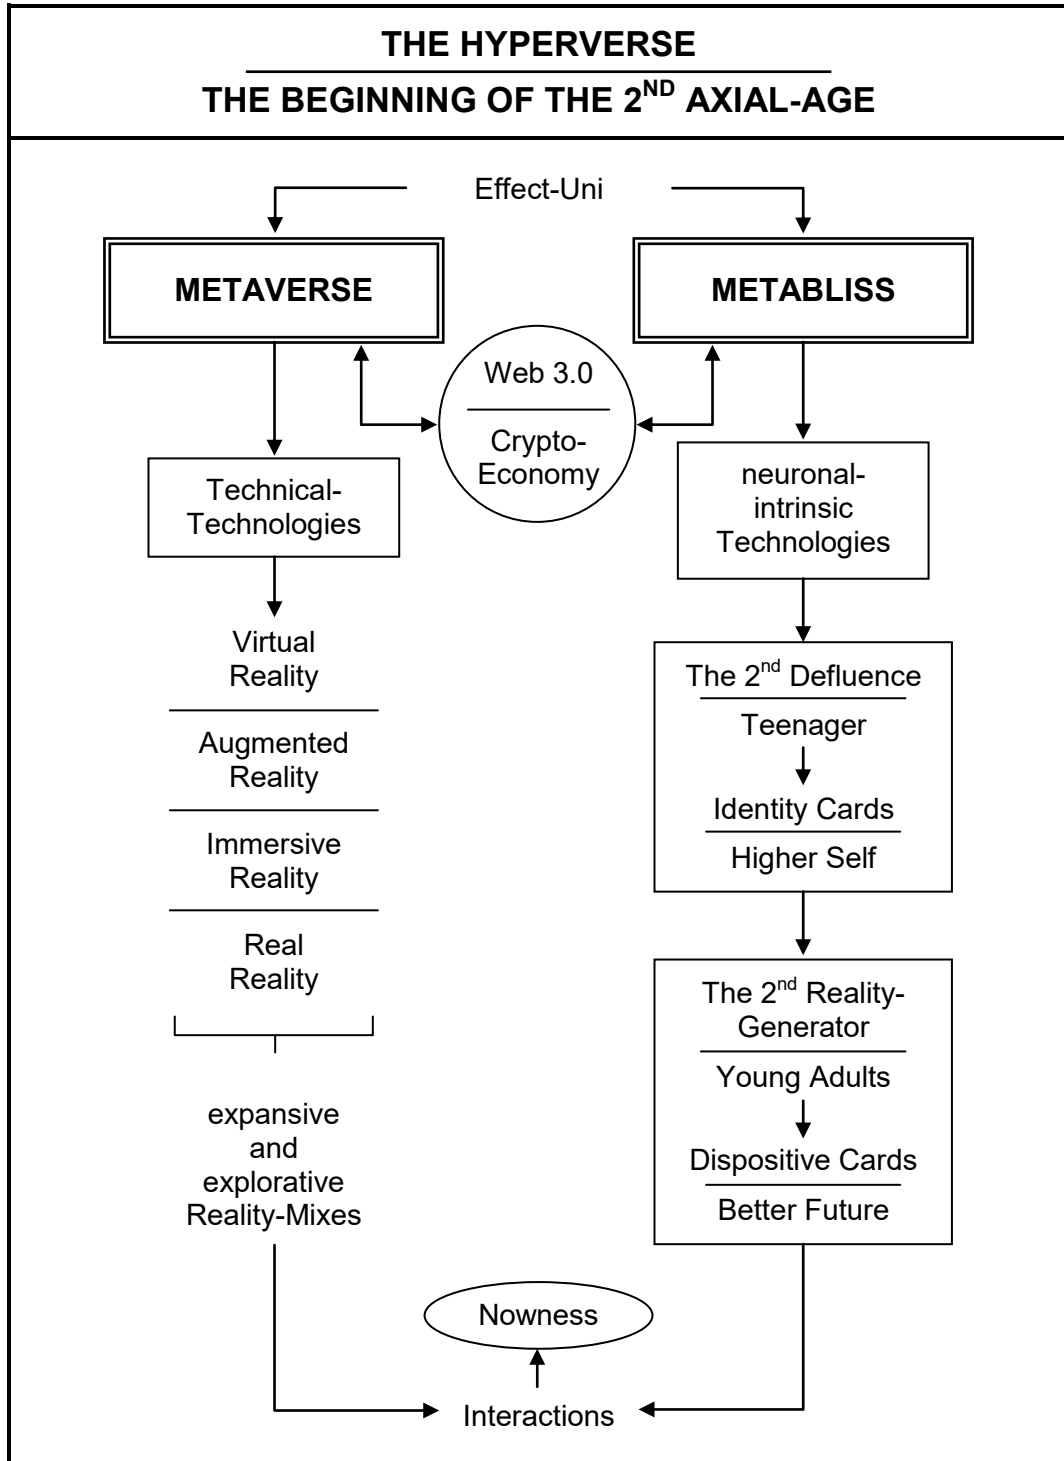 THE HYPERVERSE
THE BEGINNING OF THE 2ND AXIAL-AGE
Effect-Uni
METAVERSE
METABLISS
Web 3.0
Crypto-
Economy
Technical-
Technologies
neuronal-
intrinsic
Technologies
Virtual
Reality
Augmented
Reality
Immersive
Reality
Real
Reality
expansive
and
explorative
Reality-Mixes
The 2nd Defluence
Teenager
Identity Cards
Higher Self
The 2nd Reality-
Generator
Young Adults
Dispositive Cards
Better Future
Nowness
Interactions